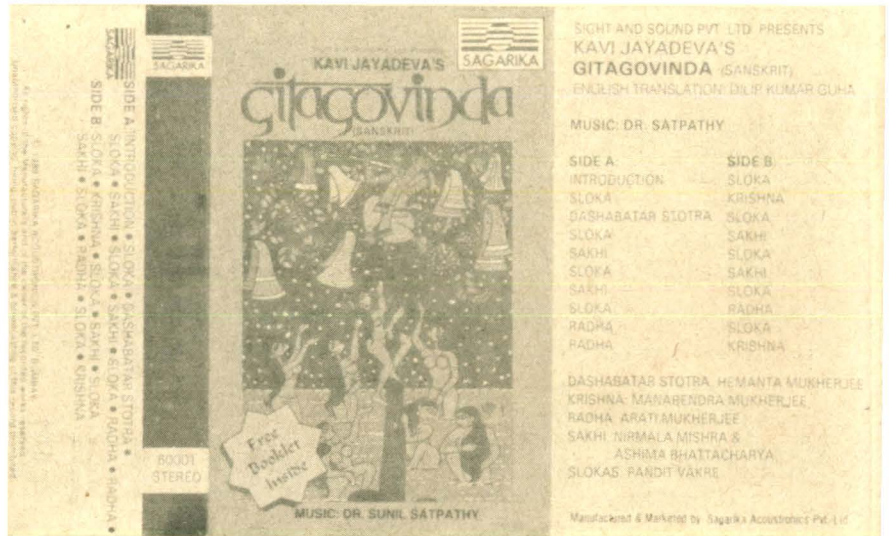 SAGARIKA
SIDE A: INTRODUCTION • SLOKA • DASHABATAR STOTRA •
SLOKA • SAKHI • SLOKA • SAKHI • SLOKA • RADHA • RADHA •
SIDE B: SLOKA • KRISHNA • SLOKA • SAKHI • SLOKA
SAKHI • SLOKA • RADHA • SLOKA • KRISHNA
SAGARIKA
60001
STEREO
SAGARIKA
KAVI JAYADEVA'S
gitagovinda
(SANSKRIT)
Free
Booklet
Inside
MUSIC: DR. SUNIL SATPATHY
SIGHT AND SOUND PVT. LTD. PRESENTS
KAVI JAYADEVA'S
GITAGOVINDA (SANSKRIT)
ENGLISH TRANSLATION: DILIP KUMAR GUHA
MUSIC: DR. SATPATHY
SIDE A: SIDE B:
INTRODUCTION SLOKA
SLOKA KRISHNA
DASHABATAR STOTRA SLOKA
SLOKA SAKHI
SAKHI SLOKA
SLOKA SAKHI
SAKHI SLOKA
SLOKA RADHA
RADHA SLOKA
RADHA KRISHNA
DASHABATAR STOTRA: HEMANTA MUKHERJEE
KRISHNA: MANABENDRA MUKHERJEE
RADHA: ARATI MUKHERJEE
SAKHI: NIRMALA MISHRA &
ASHIMA BHATTACHARYA
SLOKAS: PANDIT VAKRE
Manufactured & Marketed by Sagarika Acoustronics Pvt. Ltd.